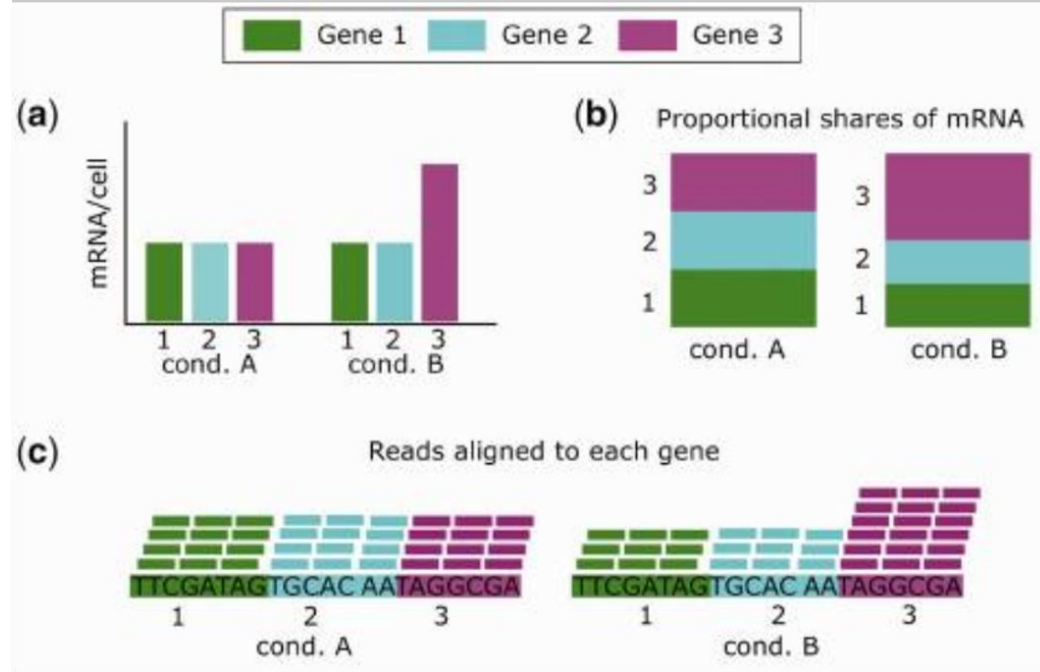 Gene 1 Gene 2 Gene 3
(a)
mRNA/cell
1 2 3 1 2 3
cond. A cond. B
(b) Proportional shares of mRNA
3 3
2 2
1 1
cond. A cond. B
(c) Reads aligned to each gene
TTCGATAGTGCAC AATAGGCGA TTCGATAGTGCAC AATAGGCGA
1 2 3 1 2 3
cond. A cond. B